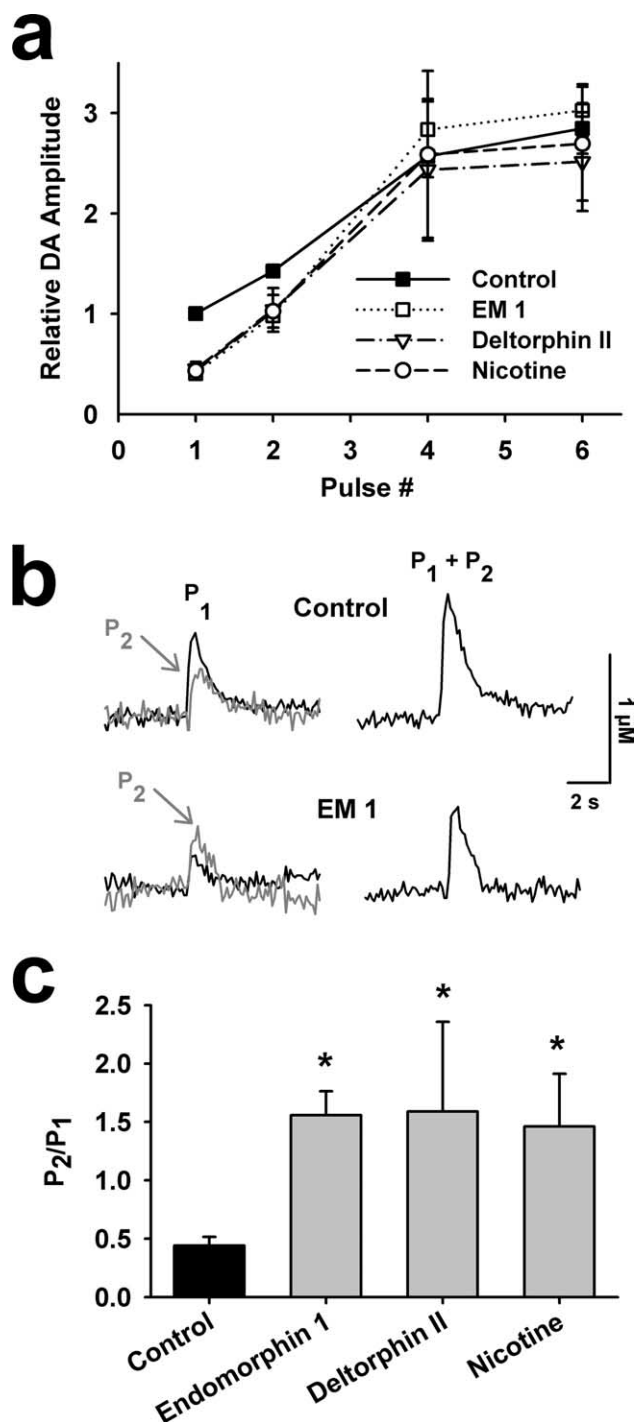 a
3
2
1
0
Relative DA Amplitude
Control
EM 1
Deltorphin II
Nicotine
0 1 2 3 4 5 6
Pulse #
b
P1
P1 + P2
Control
P2
1 µM
2 s
P2
EM 1
c
2.5
2.0
1.5
1.0
0.5
0.0
P2/P1
* * *
Control
Endomorphin 1
Deltorphin II
Nicotine